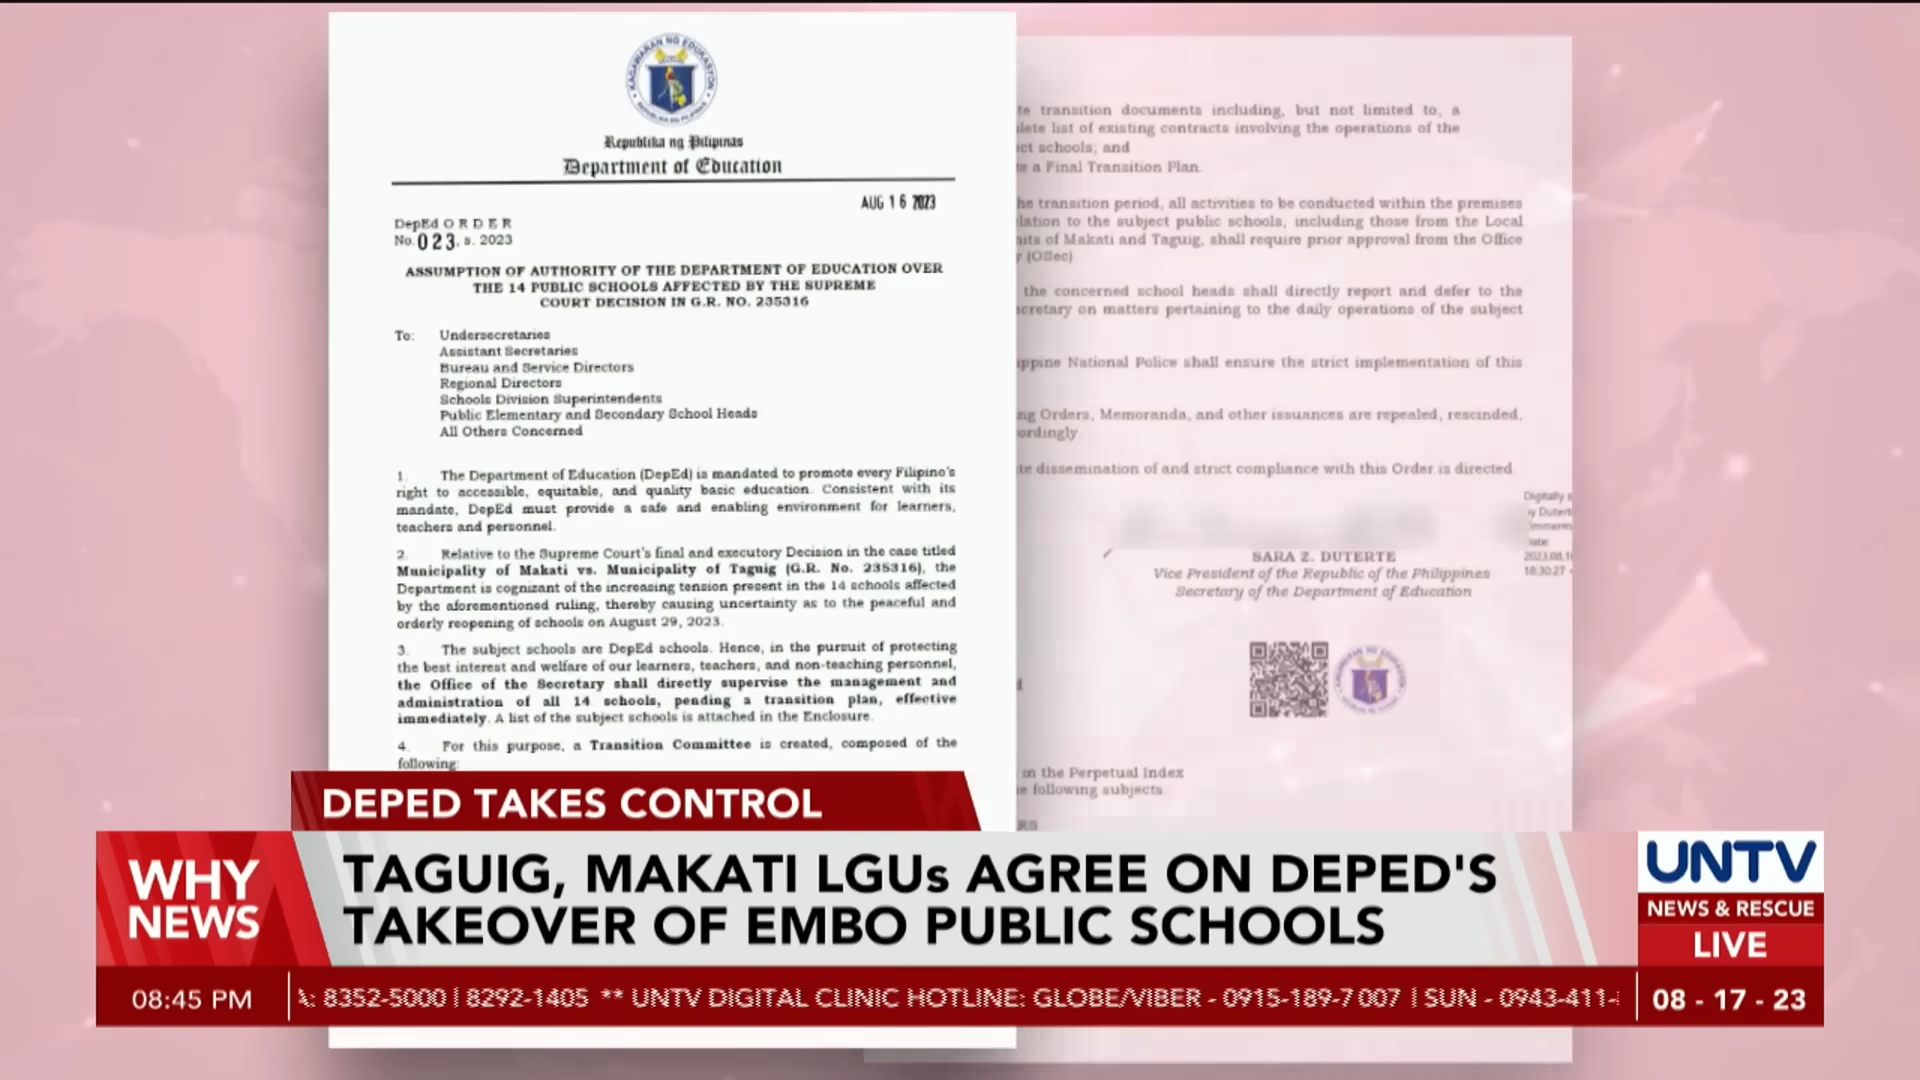 KAGAWARAN NG EDUKASYON
Republika ng Pilipinas
Department of Education
AUG 16 2023
DepEd ORDER
No. 023, s. 2023
ASSUMPTION OF AUTHORITY OF THE DEPARTMENT OF EDUCATION OVER
THE 14 PUBLIC SCHOOLS AFFECTED BY THE SUPREME
COURT DECISION IN G.R. NO. 235316
To: Undersecretaries
Assistant Secretaries
Bureau and Service Directors
Regional Directors
Schools Division Superintendents
Public Elementary and Secondary School Heads
All Others Concerned
1. The Department of Education (DepEd) is mandated to promote every Filipino's
right to accessible, equitable, and quality basic education. Consistent with its
mandate, DepEd must provide a safe and enabling environment for learners,
teachers and personnel.
2. Relative to the Supreme Court's final and executory Decision in the case titled
Municipality of Makati vs. Municipality of Taguig (G.R. No. 235316), the
Department is cognizant of the increasing tension present in the 14 schools affected
by the aforementioned ruling, thereby causing uncertainty as to the peaceful and
orderly reopening of schools on August 29, 2023.
3. The subject schools are DepEd schools. Hence, in the pursuit of protecting
the best interest and welfare of our learners, teachers, and non-teaching personnel,
the Office of the Secretary shall directly supervise the management and
administration of all 14 schools, pending a transition plan, effective
immediately. A list of the subject schools is attached in the Enclosure.
4. For this purpose, a Transition Committee is created, composed of the
following:
te transition documents including, but not limited to, a
lete list of existing contracts involving the operations of the
ct schools; and
e a Final Transition Plan.
he transition period, all activities to be conducted within the premises
lation to the subject public schools, including those from the Local
nits of Makati and Taguig, shall require prior approval from the Office
y (OSec).
the concerned school heads shall directly report and defer to the
cretary on matters pertaining to the daily operations of the subject
ippine National Police shall ensure the strict implementation of this
ng Orders, Memoranda, and other issuances are repealed, rescinded,
ordingly.
te dissemination of and strict compliance with this Order is directed.
Digitally
y Dutert
2023.08.1
18:30:27
SARA Z. DUTERTE
Vice President of the Republic of the Philippines
Secretary of the Department of Education
in the Perpetual Index
e following subjects
RS
DEPED TAKES CONTROL
WHY
NEWS
TAGUIG, MAKATI LGUs AGREE ON DEPED'S
TAKEOVER OF EMBO PUBLIC SCHOOLS
UNTV
NEWS & RESCUE
LIVE
08:45 PM
: 8352-5000 | 8292-1405 ** UNTV DIGITAL CLINIC HOTLINE: GLOBE/VIBER - 0915-189-7007 | SUN - 0943-411-
08 - 17 - 23